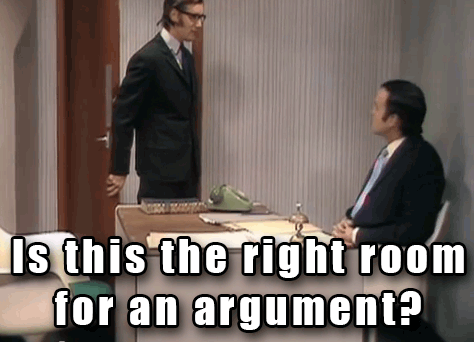 Is this the right room
for an argument?